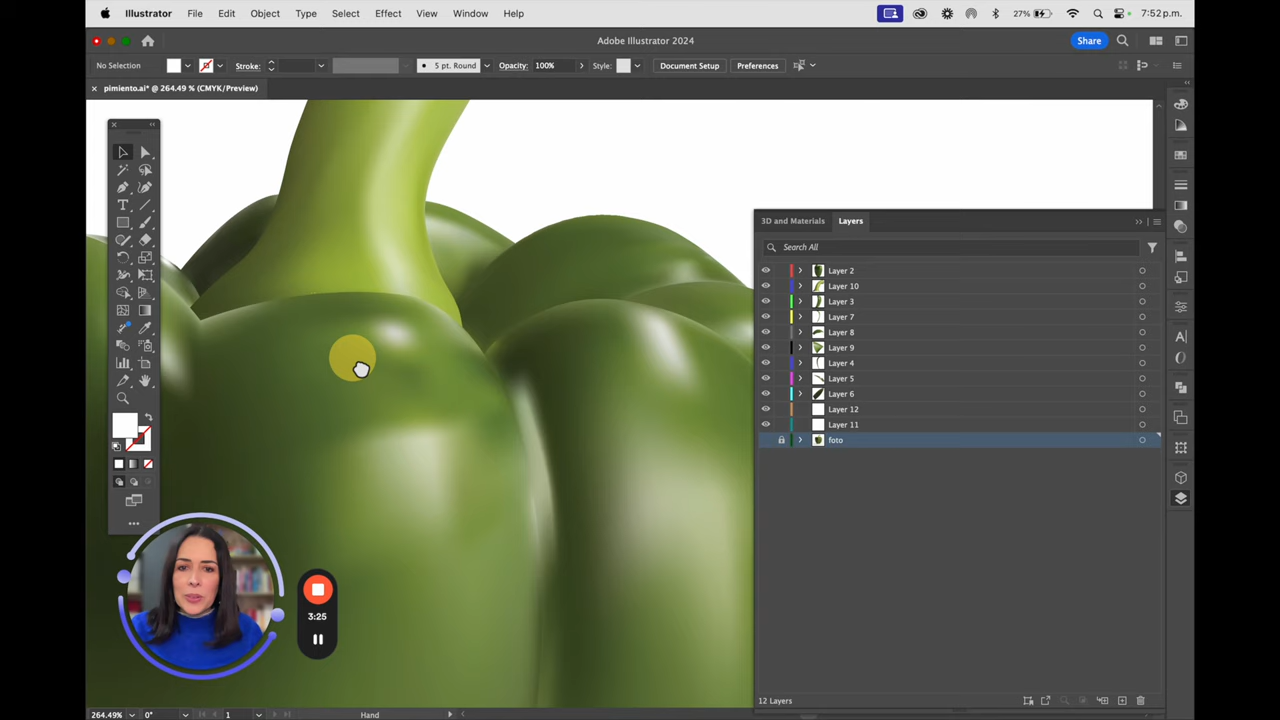 Illustrator File Edit Object Type Select Effect View Window Help
27% 7:52 p.m.
Adobe Illustrator 2024
Share
No Selection
Stroke:
5 pt. Round
Opacity: 100%
Style:
Document Setup
Preferences
pimiento.ai* @ 264.49 % (CMYK/Preview)
3D and Materials
Layers
Search All
Layer 2
Layer 10
Layer 3
Layer 7
Layer 8
Layer 9
Layer 4
Layer 5
Layer 6
Layer 12
Layer 11
foto
3:25
12 Layers
264.49%
0°
1
Hand